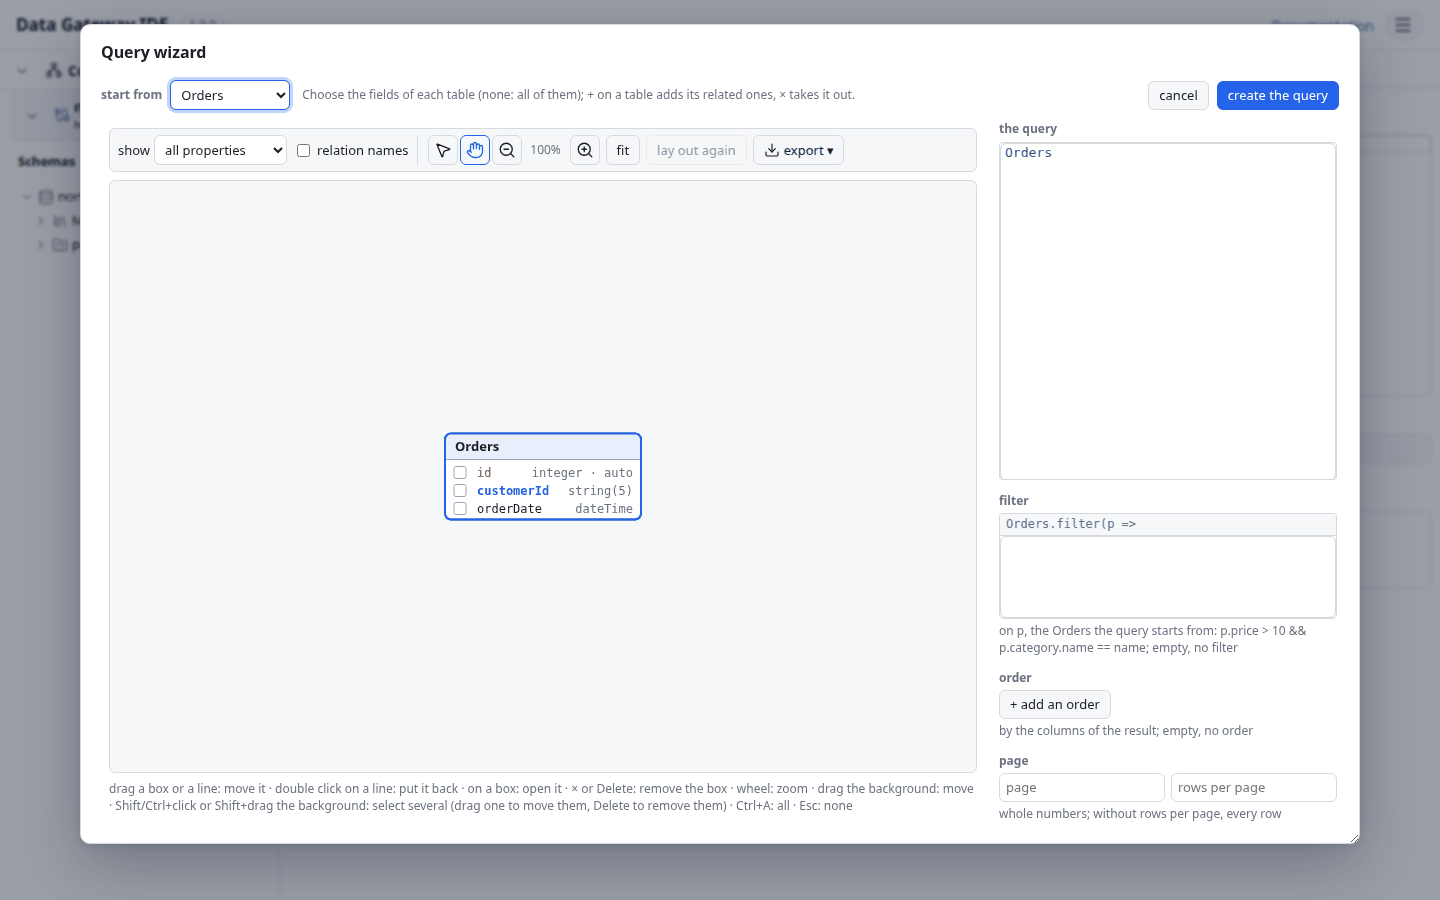 Query wizard
start from Orders Choose the fields of each table (none: all of them); + on a table adds its related ones, × takes it out. cancel create the query
show all properties relation names 100% fit lay out again export ▾
Orders
id integer · auto
customerId string(5)
orderDate dateTime
drag a box or a line: move it · double click on a line: put it back · on a box: open it · × or Delete: remove the box · wheel: zoom · drag the background: move
· Shift/Ctrl+click or Shift+drag the background: select several (drag one to move them, Delete to remove them) · Ctrl+A: all · Esc: none
the query
Orders
filter
Orders.filter(p =>
on p, the Orders the query starts from: p.price > 10 &&
p.category.name == name; empty, no filter
order
+ add an order
by the columns of the result; empty, no order
page
page rows per page
whole numbers; without rows per page, every row
Schemas